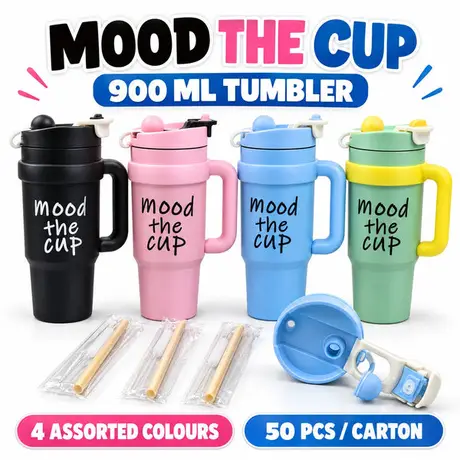 MOOD THE CUP
900 ML TUMBLER
mood
the
cup
mood
the
cup
mood
the
cup
mood
the
cup
4 ASSORTED COLOURS
50 PCS / CARTON